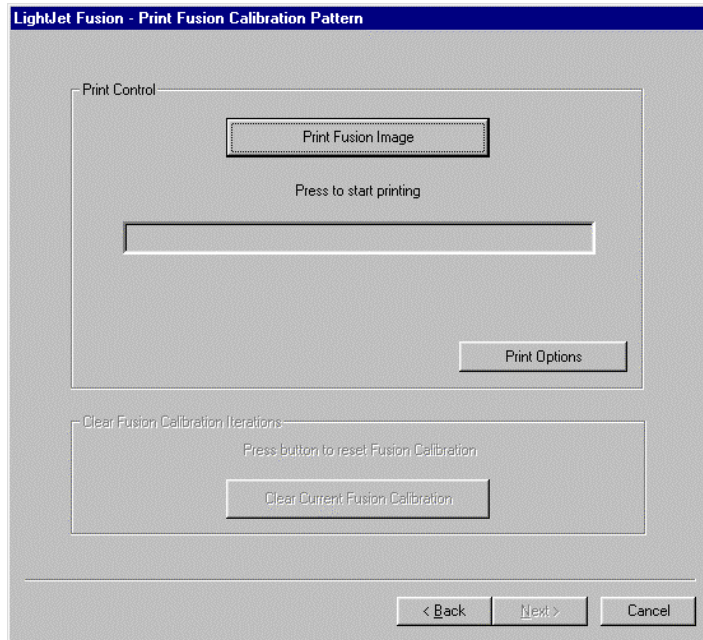 LightJet Fusion - Print Fusion Calibration Pattern
Print Control
Print Fusion Image
Press to start printing
Print Options
Clear Fusion Calibration Iterations
Press button to reset Fusion Calibration
Clear Current Fusion Calibration
< Back Next > Cancel